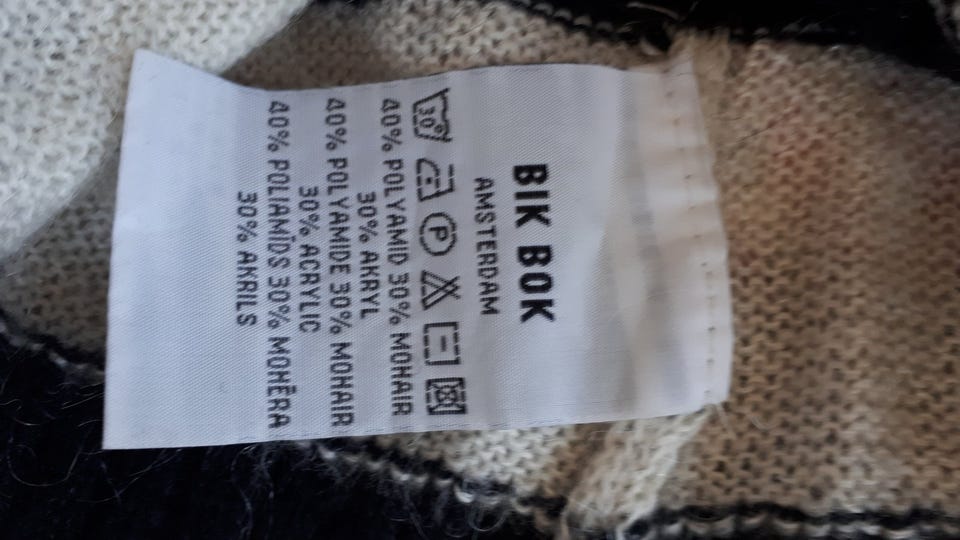 BIK BOK
AMSTERDAM
30° P
40% POLYAMID 30% MOHAIR
30% AKRYL
40% POLYAMIDE 30% MOHAIR
30% ACRYLIC
40% POLIAMĪDS 30% MOHĒRA
30% AKRILS